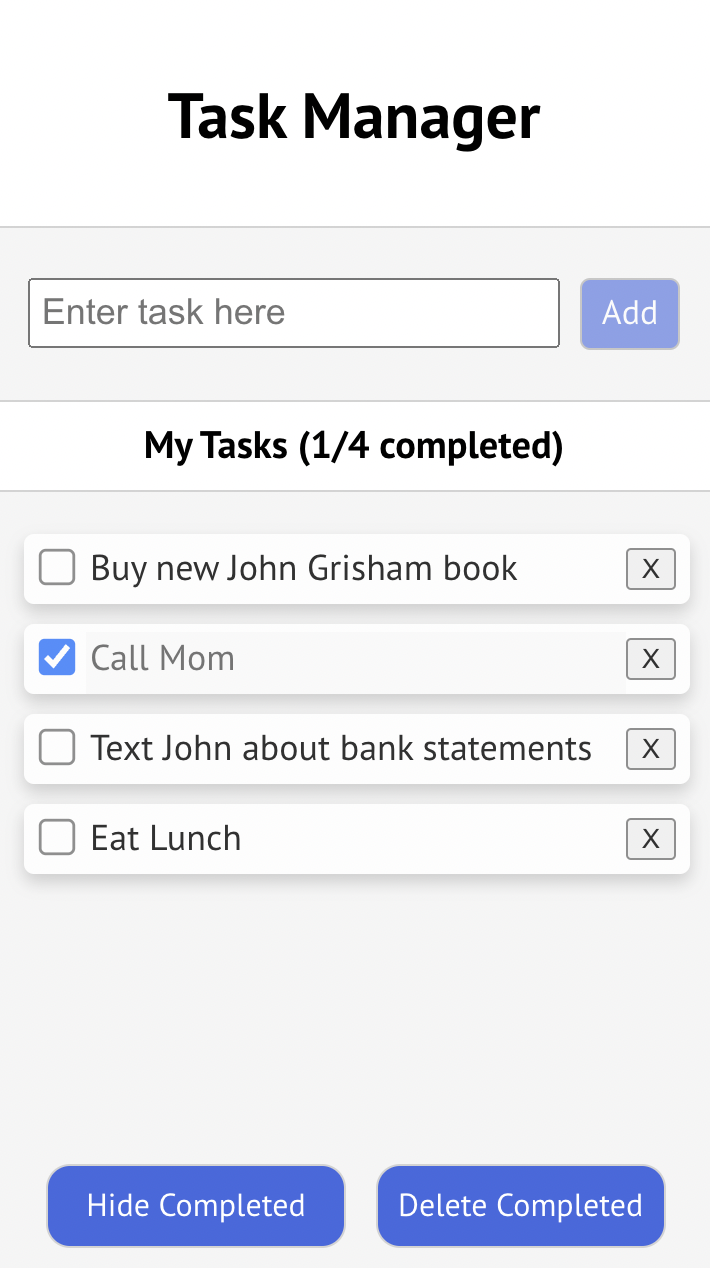 Task Manager
Enter task here
Add
My Tasks (1/4 completed)
Buy new John Grisham book X
Call Mom X
Text John about bank statements X
Eat Lunch X
Hide Completed
Delete Completed